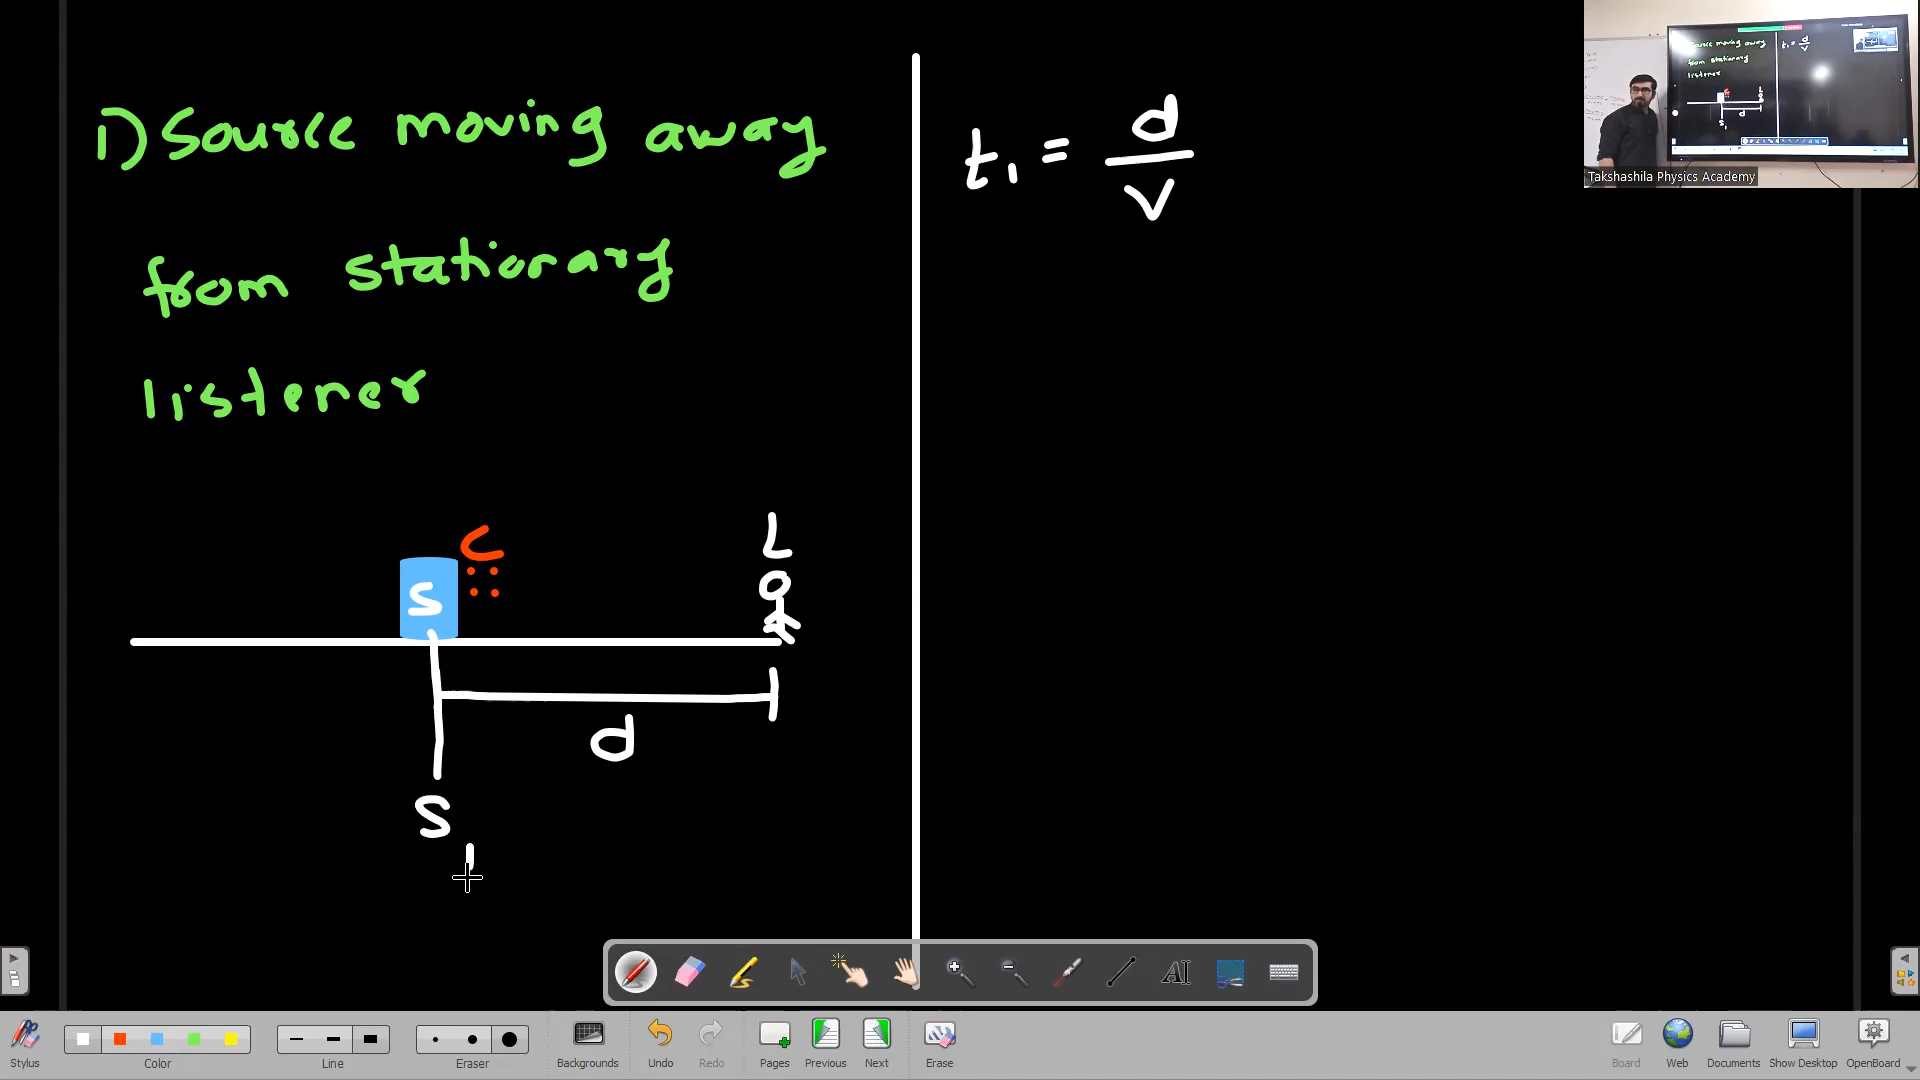 1) Source moving away
from stationary
listener
t₁ = d/v
C
S
L
d
S₁
Takshashila Physics Academy
Stylus
Color
Line
Eraser
Backgrounds
Undo
Redo
Pages
Previous
Next
Erase
Board
Web
Documents
Show Desktop
OpenBoard